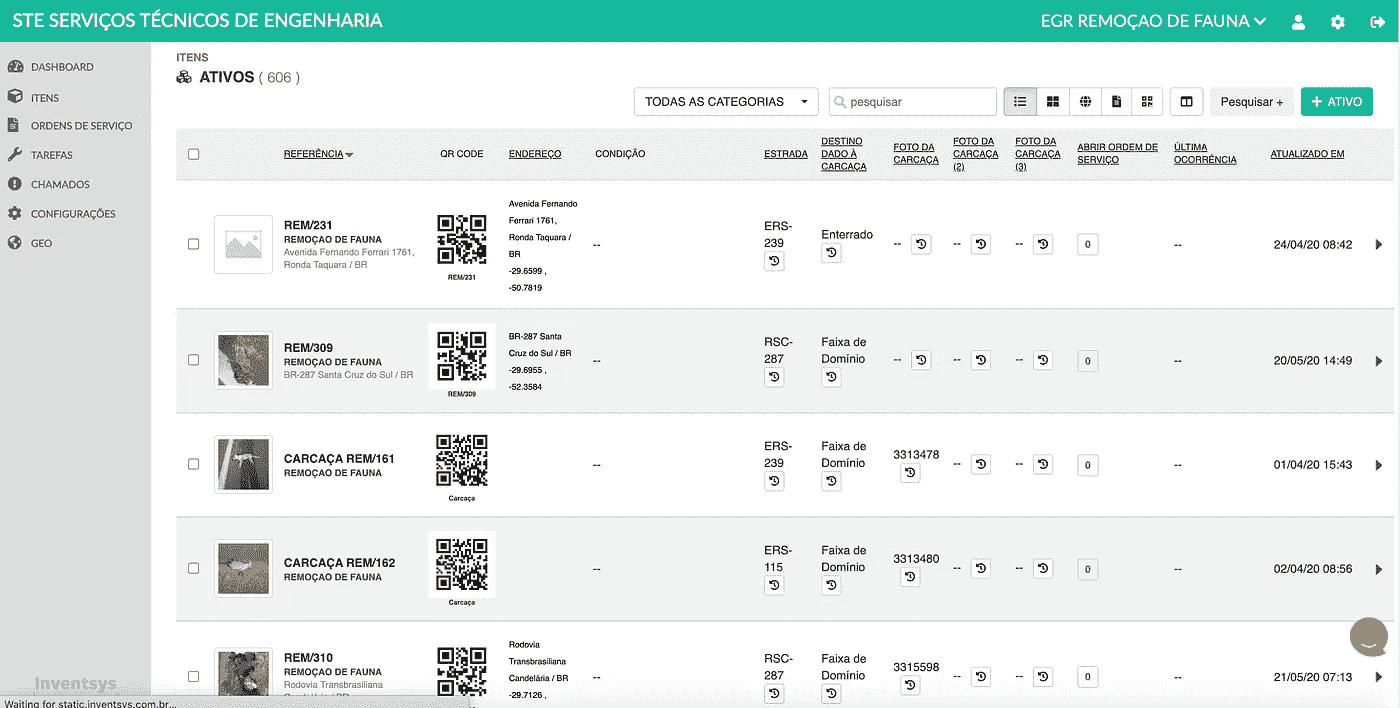 STE SERVIÇOS TÉCNICOS DE ENGENHARIA
EGR REMOÇAO DE FAUNA
DASHBOARD
ITENS
ORDENS DE SERVIÇO
TAREFAS
CHAMADOS
CONFIGURAÇÕES
GEO
inventsys
Waiting for static.inventsys.com.br...
ITENS
ATIVOS ( 606 )
TODAS AS CATEGORIAS
pesquisar
Pesquisar +
+ ATIVO
REFERÊNCIA
QR CODE
ENDEREÇO
CONDIÇÃO
ESTRADA
DESTINO
DADO À
CARCAÇA
FOTO DA
CARCAÇA
FOTO DA
CARCAÇA
(2)
FOTO DA
CARCAÇA
(3)
ABRIR ORDEM DE
SERVIÇO
ÚLTIMA
OCORRÊNCIA
ATUALIZADO EM
REM/231
REMOÇAO DE FAUNA
Avenida Fernando Ferrari 1761,
Ronda Taquara / BR
REM/231
Avenida Fernando
Ferrari 1761,
Ronda Taquara /
BR
-29.6599 ,
-50.7819
--
ERS-
239
Enterrado
--
--
--
0
--
24/04/20 08:42
REM/309
REMOÇAO DE FAUNA
BR-287 Santa Cruz do Sul / BR
REM/309
BR-287 Santa
Cruz do Sul / BR
-29.6955 ,
-52.3584
--
RSC-
287
Faixa de
Domínio
--
--
--
0
--
20/05/20 14:49
CARCAÇA REM/161
REMOÇAO DE FAUNA
Carcaça
--
ERS-
239
Faixa de
Domínio
3313478
--
--
0
--
01/04/20 15:43
CARCAÇA REM/162
REMOÇAO DE FAUNA
Carcaça
--
ERS-
115
Faixa de
Domínio
3313480
--
--
0
--
02/04/20 08:56
REM/310
REMOÇAO DE FAUNA
Rodovia Transbrasiliana
Candelária / BR
Rodovia
Transbrasiliana
Candelária / BR
-29.7126 ,
--
RSC-
287
Faixa de
Domínio
3315598
--
--
0
--
21/05/20 07:13